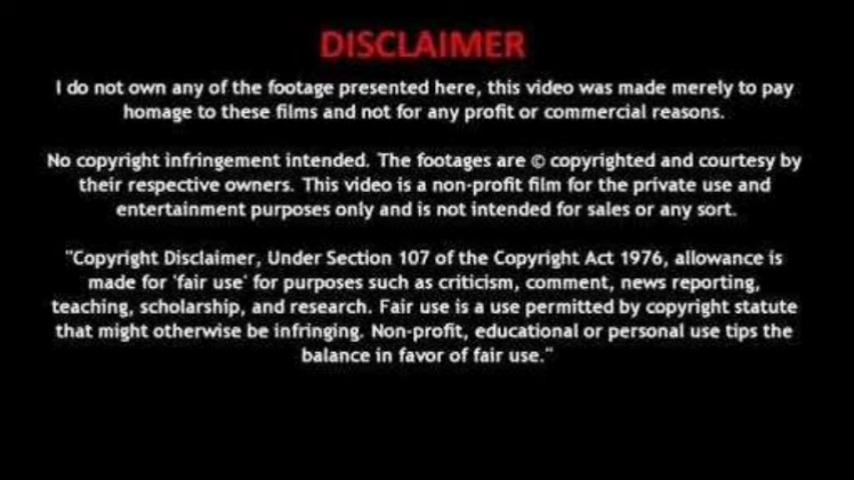 DISCLAIMER
I do not own any of the footage presented here, this video was made merely to pay
homage to these films and not for any profit or commercial reasons.
No copyright infringement intended. The footages are © copyrighted and courtesy by
their respective owners. This video is a non-profit film for the private use and
entertainment purposes only and is not intended for sales or any sort.
"Copyright Disclaimer, Under Section 107 of the Copyright Act 1976, allowance is
made for 'fair use' for purposes such as criticism, comment, news reporting,
teaching, scholarship, and research. Fair use is a use permitted by copyright statute
that might otherwise be infringing. Non-profit, educational or personal use tips the
balance in favor of fair use."